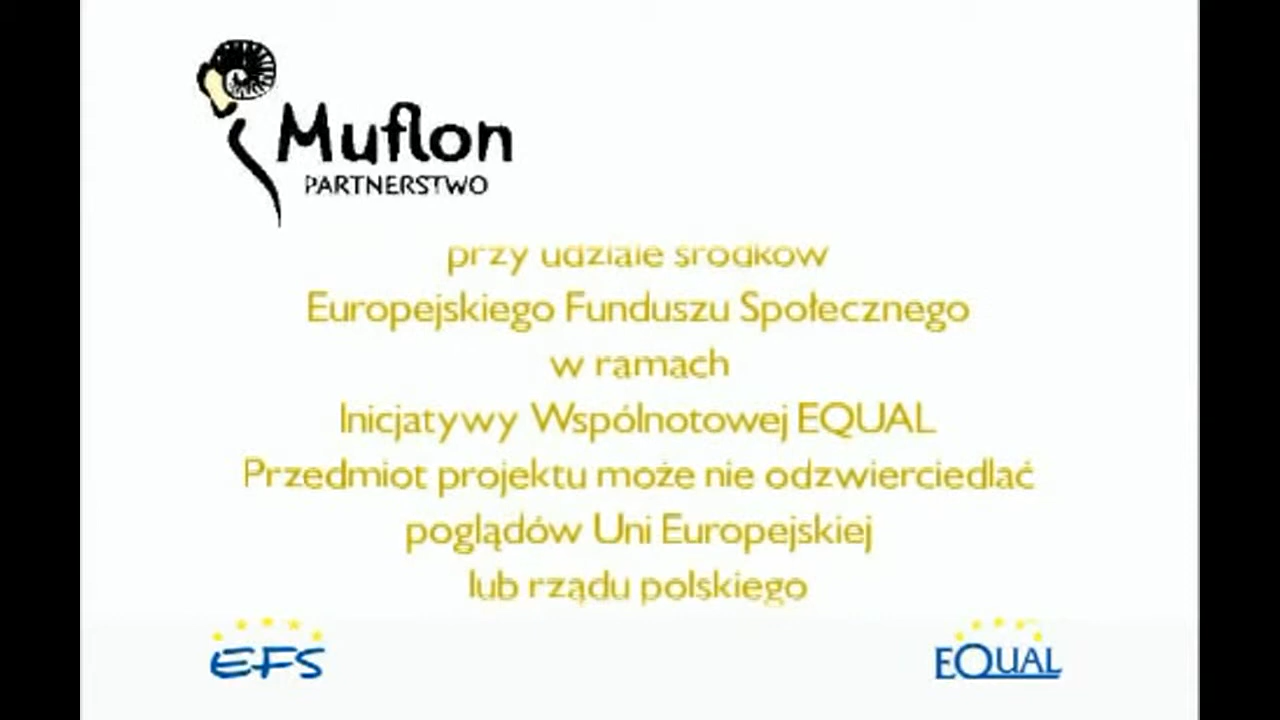 Muflon
PARTNERSTWO
przy udziale środków
Europejskiego Funduszu Społecznego
w ramach
Inicjatywy Wspólnotowej EQUAL
Przedmiot projektu może nie odzwierciedlać
poglądów Uni Europejskiej
lub rządu polskiego
EFS
EQUAL